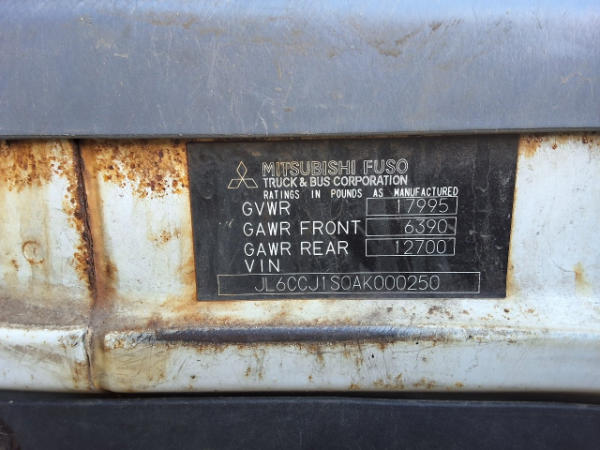 MITSUBISHI FUSO
TRUCK & BUS CORPORATION
RATINGS IN POUNDS AS MANUFACTURED
GVWR 17995
GAWR FRONT 6390
GAWR REAR 12700
VIN
JL6CCJ1S0AK000250